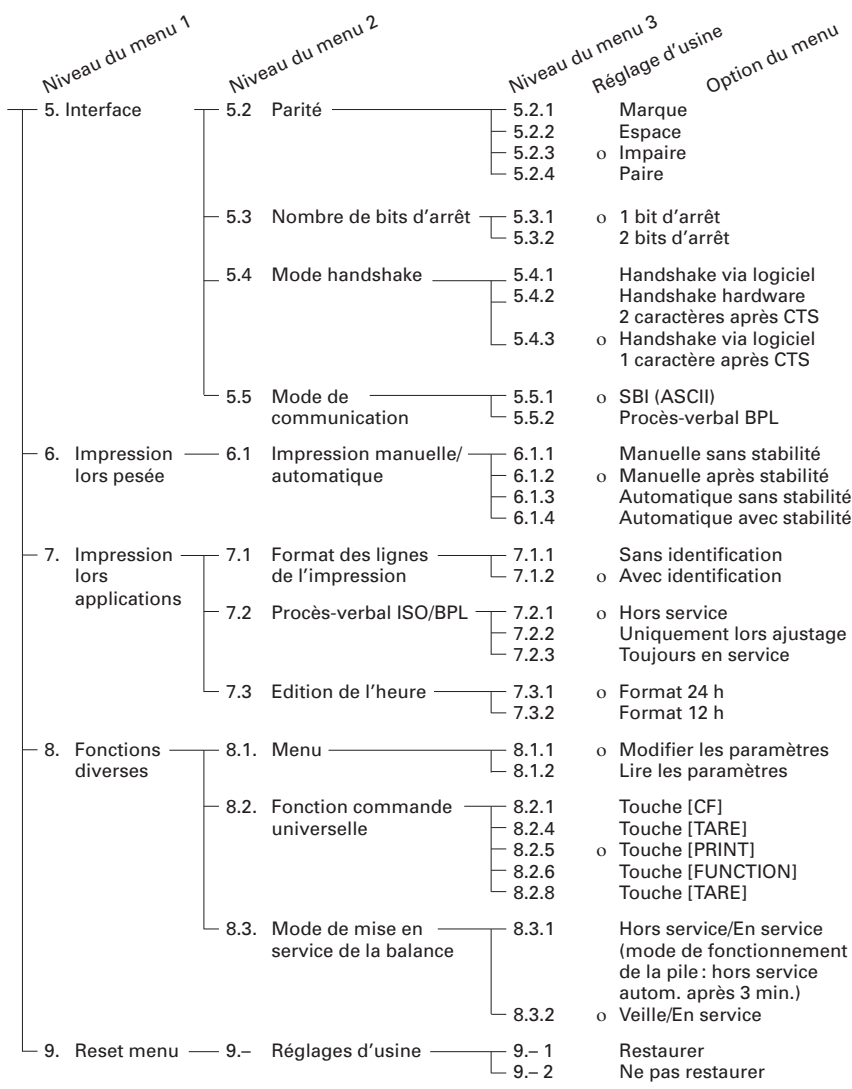 Niveau du menu 1 Niveau du menu 2 Niveau du menu 3 Réglage d'usine Option du menu
5. Interface 5.2 Parité 5.2.1 Marque
5.2.2 Espace
5.2.3 o Impaire
5.2.4 Paire
5.3 Nombre de bits d'arrêt 5.3.1 o 1 bit d'arrêt
5.3.2 2 bits d'arrêt
5.4 Mode handshake 5.4.1 Handshake via logiciel
5.4.2 Handshake hardware
2 caractères après CTS
5.4.3 o Handshake via logiciel
1 caractère après CTS
5.5 Mode de 5.5.1 o SBI (ASCII)
communication 5.5.2 Procès-verbal BPL
6. Impression 6.1 Impression manuelle/ 6.1.1 Manuelle sans stabilité
lors pesée automatique 6.1.2 o Manuelle après stabilité
6.1.3 Automatique sans stabilité
6.1.4 Automatique avec stabilité
7. Impression 7.1 Format des lignes 7.1.1 Sans identification
lors de l'impression 7.1.2 o Avec identification
applications
7.2 Procès-verbal ISO/BPL 7.2.1 o Hors service
7.2.2 Uniquement lors ajustage
7.2.3 Toujours en service
7.3 Edition de l'heure 7.3.1 o Format 24 h
7.3.2 Format 12 h
8. Fonctions 8.1. Menu 8.1.1 o Modifier les paramètres
diverses 8.1.2 Lire les paramètres
8.2. Fonction commande 8.2.1 Touche [CF]
universelle 8.2.4 Touche [TARE]
8.2.5 o Touche [PRINT]
8.2.6 Touche [FUNCTION]
8.2.8 Touche [TARE]
8.3. Mode de mise en 8.3.1 Hors service/En service
service de la balance (mode de fonctionnement
de la pile : hors service
autom. après 3 min.)
8.3.2 o Veille/En service
9. Reset menu 9.– Réglages d'usine 9.– 1 Restaurer
9.– 2 Ne pas restaurer